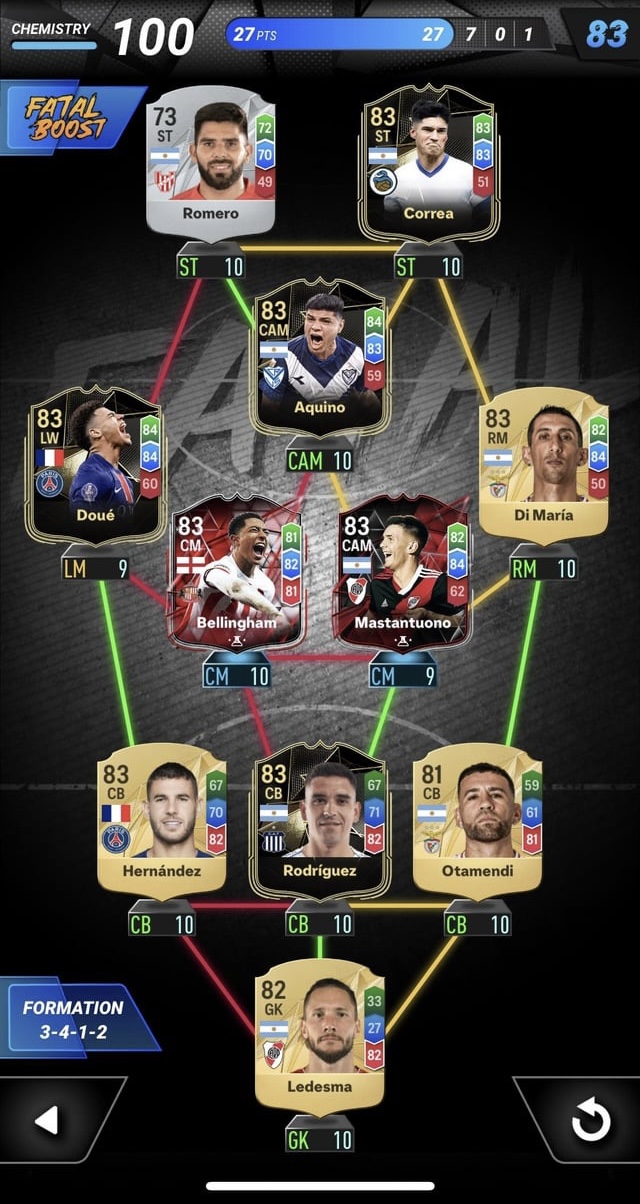 CHEMISTRY 100 27 PTS 27 7 0 1 83
FATAL
BOOST
73
ST
72
70
49
Romero
ST 10
83
ST
83
83
51
Correa
ST 10
83
CAM
84
83
59
Aquino
CAM 10
83
LW
84
84
60
Doué
LM 9
83
RM
82
84
50
Di María
RM 10
83
CM
81
82
81
Bellingham
CM 10
83
CAM
82
84
62
Mastantuono
CM 9
83
CB
67
70
82
Hernández
CB 10
83
CB
67
71
82
Rodríguez
CB 10
81
CB
59
61
81
Otamendi
CB 10
82
GK
33
27
82
Ledesma
GK 10
FORMATION
3-4-1-2